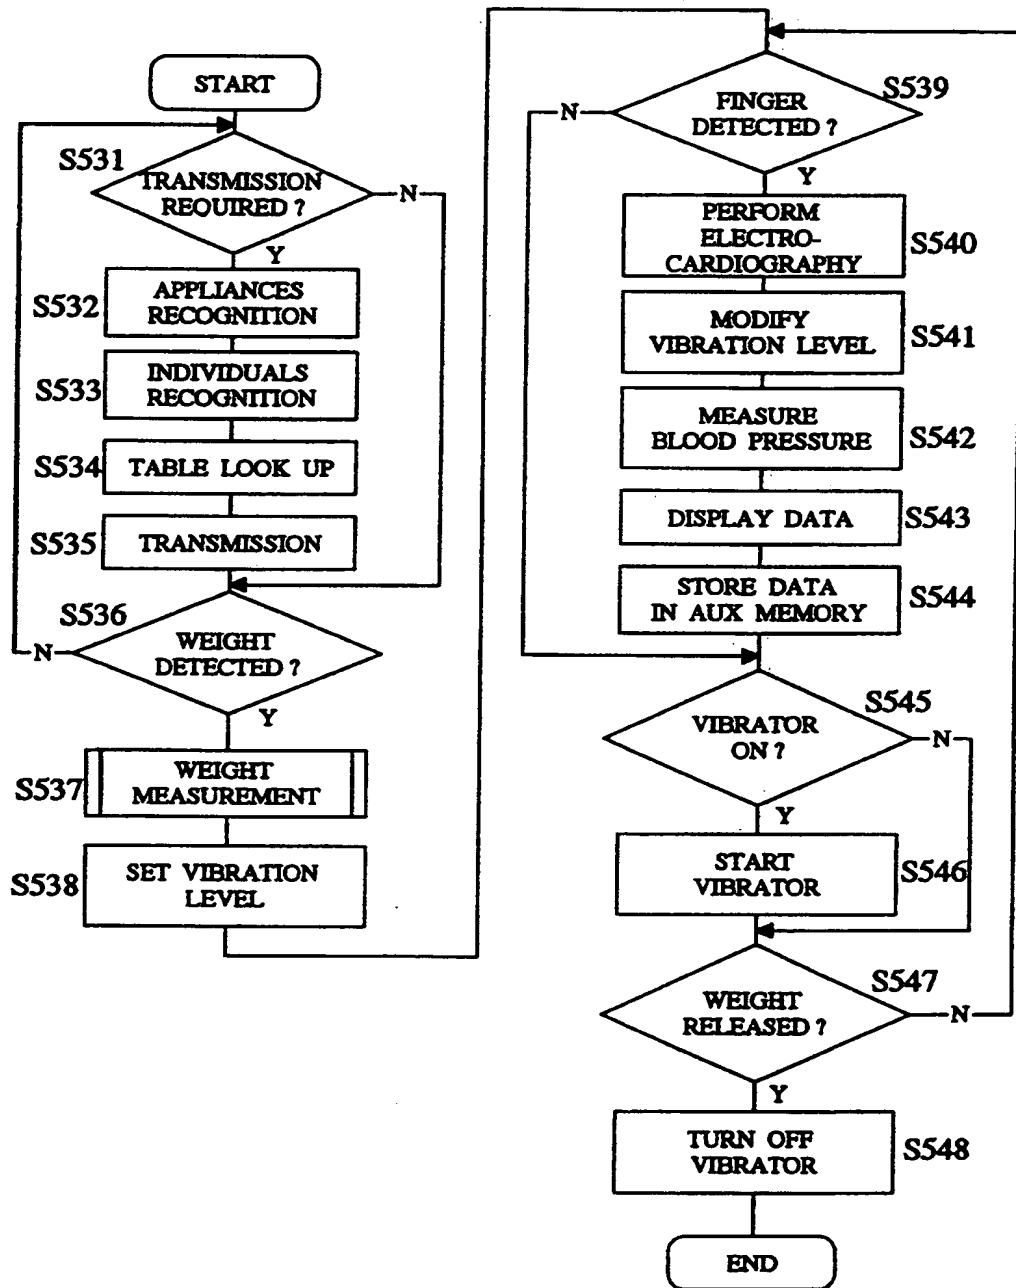 START
S531
TRANSMISSION
REQUIRED ?
N
Y
S532
APPLIANCES
RECOGNITION
S533
INDIVIDUALS
RECOGNITION
S534
TABLE LOOK UP
S535
TRANSMISSION
S536
WEIGHT
DETECTED ?
N
Y
S537
WEIGHT
MEASUREMENT
S538
SET VIBRATION
LEVEL
S539
FINGER
DETECTED ?
N
Y
PERFORM
ELECTRO-
CARDIOGRAPHY
S540
MODIFY
VIBRATION LEVEL
S541
MEASURE
BLOOD PRESSURE
S542
DISPLAY DATA
S543
STORE DATA
IN AUX MEMORY
S544
S545
VIBRATOR
ON ?
N
Y
START
VIBRATOR
S546
S547
WEIGHT
RELEASED ?
N
Y
TURN OFF
VIBRATOR
S548
END